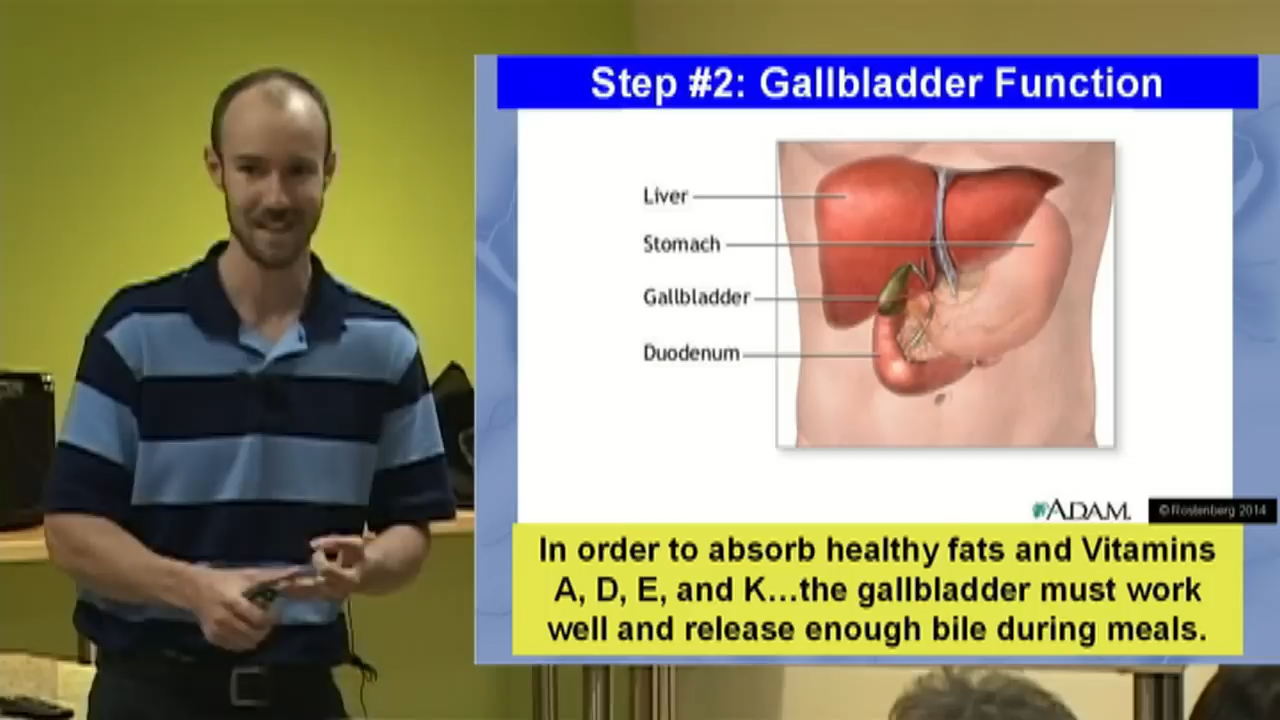 Step #2: Gallbladder Function
Liver
Stomach
Gallbladder
Duodenum
ADAM.
© Rostenberg 2014
In order to absorb healthy fats and Vitamins
A, D, E, and K...the gallbladder must work
well and release enough bile during meals.